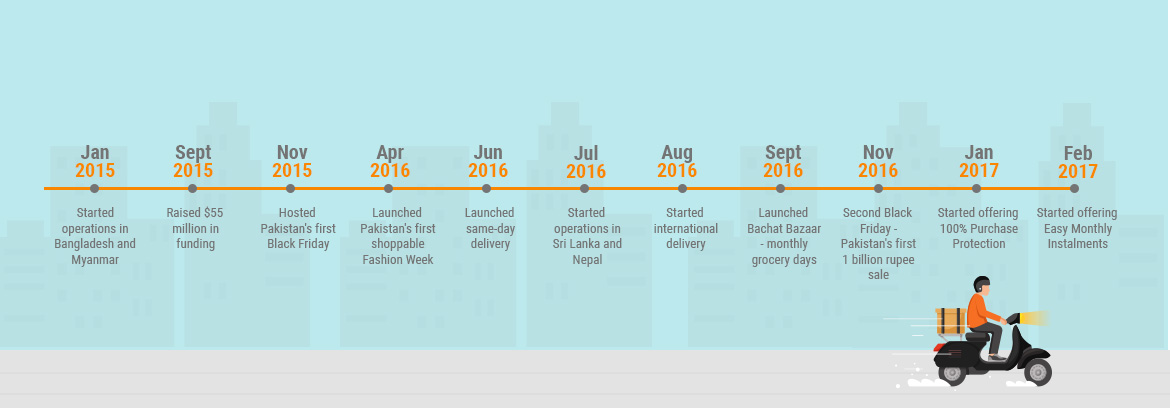 Jan
2015
Started
operations in
Bangladesh and
Myanmar
Sept
2015
Raised $55
million in
funding
Nov
2015
Hosted
Pakistan's first
Black Friday
Apr
2016
Launched
Pakistan's first
shoppable
Fashion Week
Jun
2016
Launched
same-day
delivery
Jul
2016
Started
operations in
Sri Lanka and
Nepal
Aug
2016
Started
international
delivery
Sept
2016
Launched
Bachat Bazaar
- monthly
grocery days
Nov
2016
Second Black
Friday -
Pakistan's first
1 billion rupee
sale
Jan
2017
Started offering
100% Purchase
Protection
Feb
2017
Started offering
Easy Monthly
Instalments